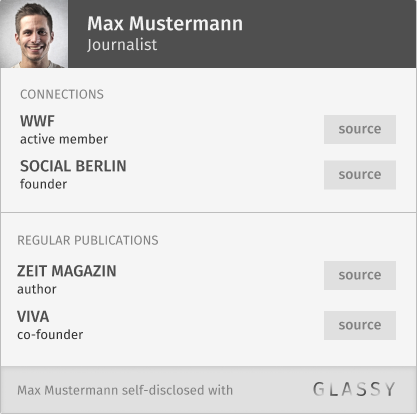 Max Mustermann
Journalist
CONNECTIONS
WWF
active member
source
SOCIAL BERLIN
founder
source
REGULAR PUBLICATIONS
ZEIT MAGAZIN
author
source
VIVA
co-founder
source
Max Mustermann self-disclosed with GLASSY